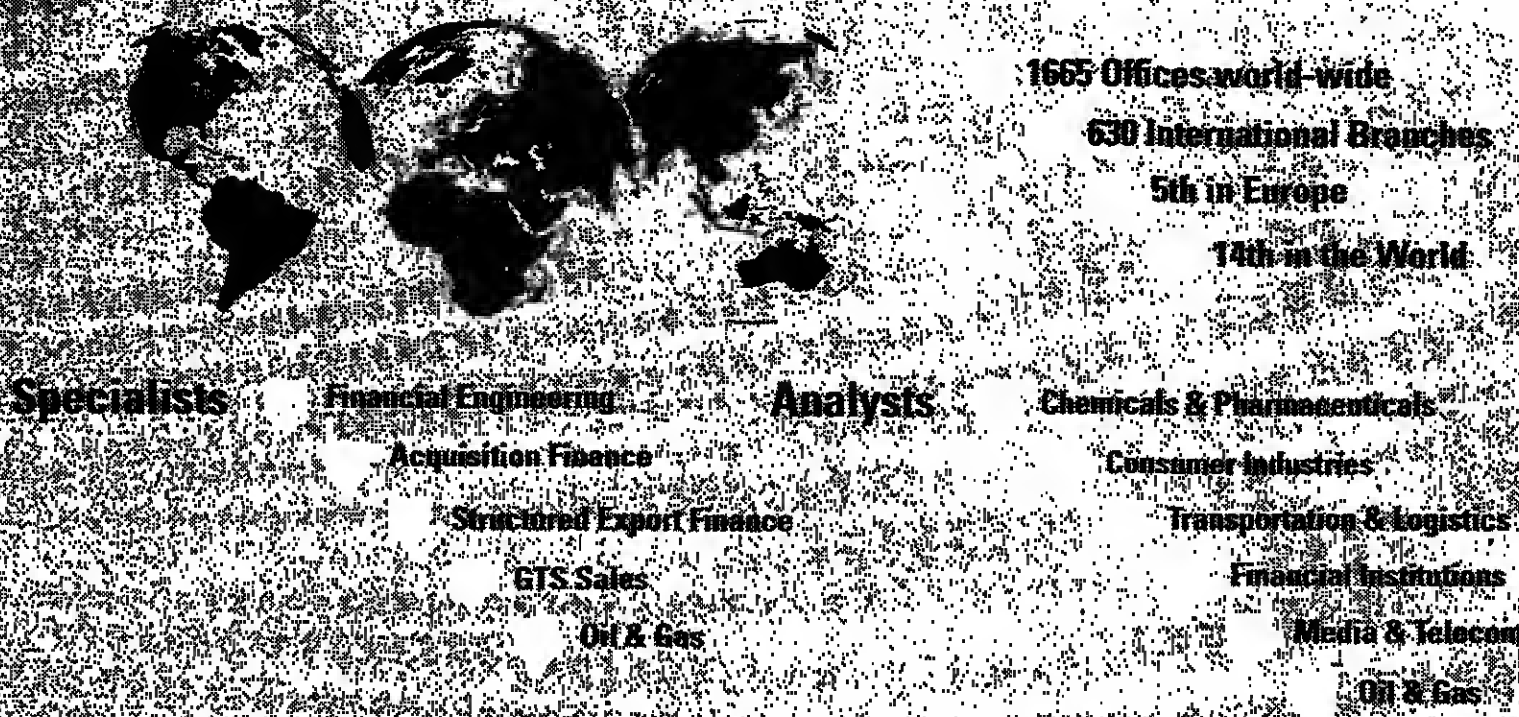 1665 Offices world-wide
630 International Branches
5th in Europe
14th in the World
Specialists
Financial Engineering
Acquisition Finance
Structured Export Finance
GTS Sales
Oil & Gas
Analysts
Chemicals & Pharmaceuticals
Consumer Industries
Transportation & Logistics
Financial Institutions
Media & Telecom
Oil & Gas